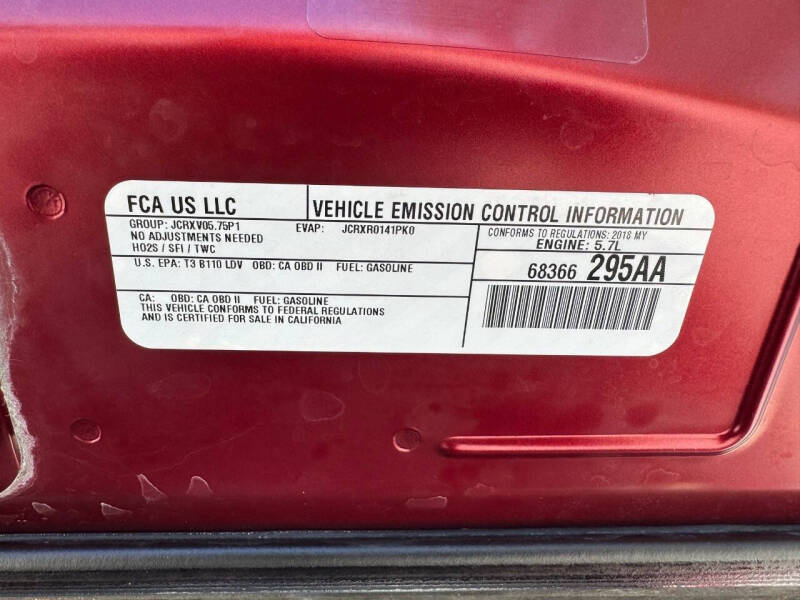 FCA US LLC
VEHICLE EMISSION CONTROL INFORMATION
GROUP: JCRXV05.75P1 EVAP: JCRXR0141PK0
NO ADJUSTMENTS NEEDED
HO2S / SFI / TWC
CONFORMS TO REGULATIONS: 2018 MY
ENGINE: 5.7L
U.S. EPA: T3 B110 LDV OBD: CA OBD II FUEL: GASOLINE
68366 295AA
CA: OBD: CA OBD II FUEL: GASOLINE
THIS VEHICLE CONFORMS TO FEDERAL REGULATIONS
AND IS CERTIFIED FOR SALE IN CALIFORNIA